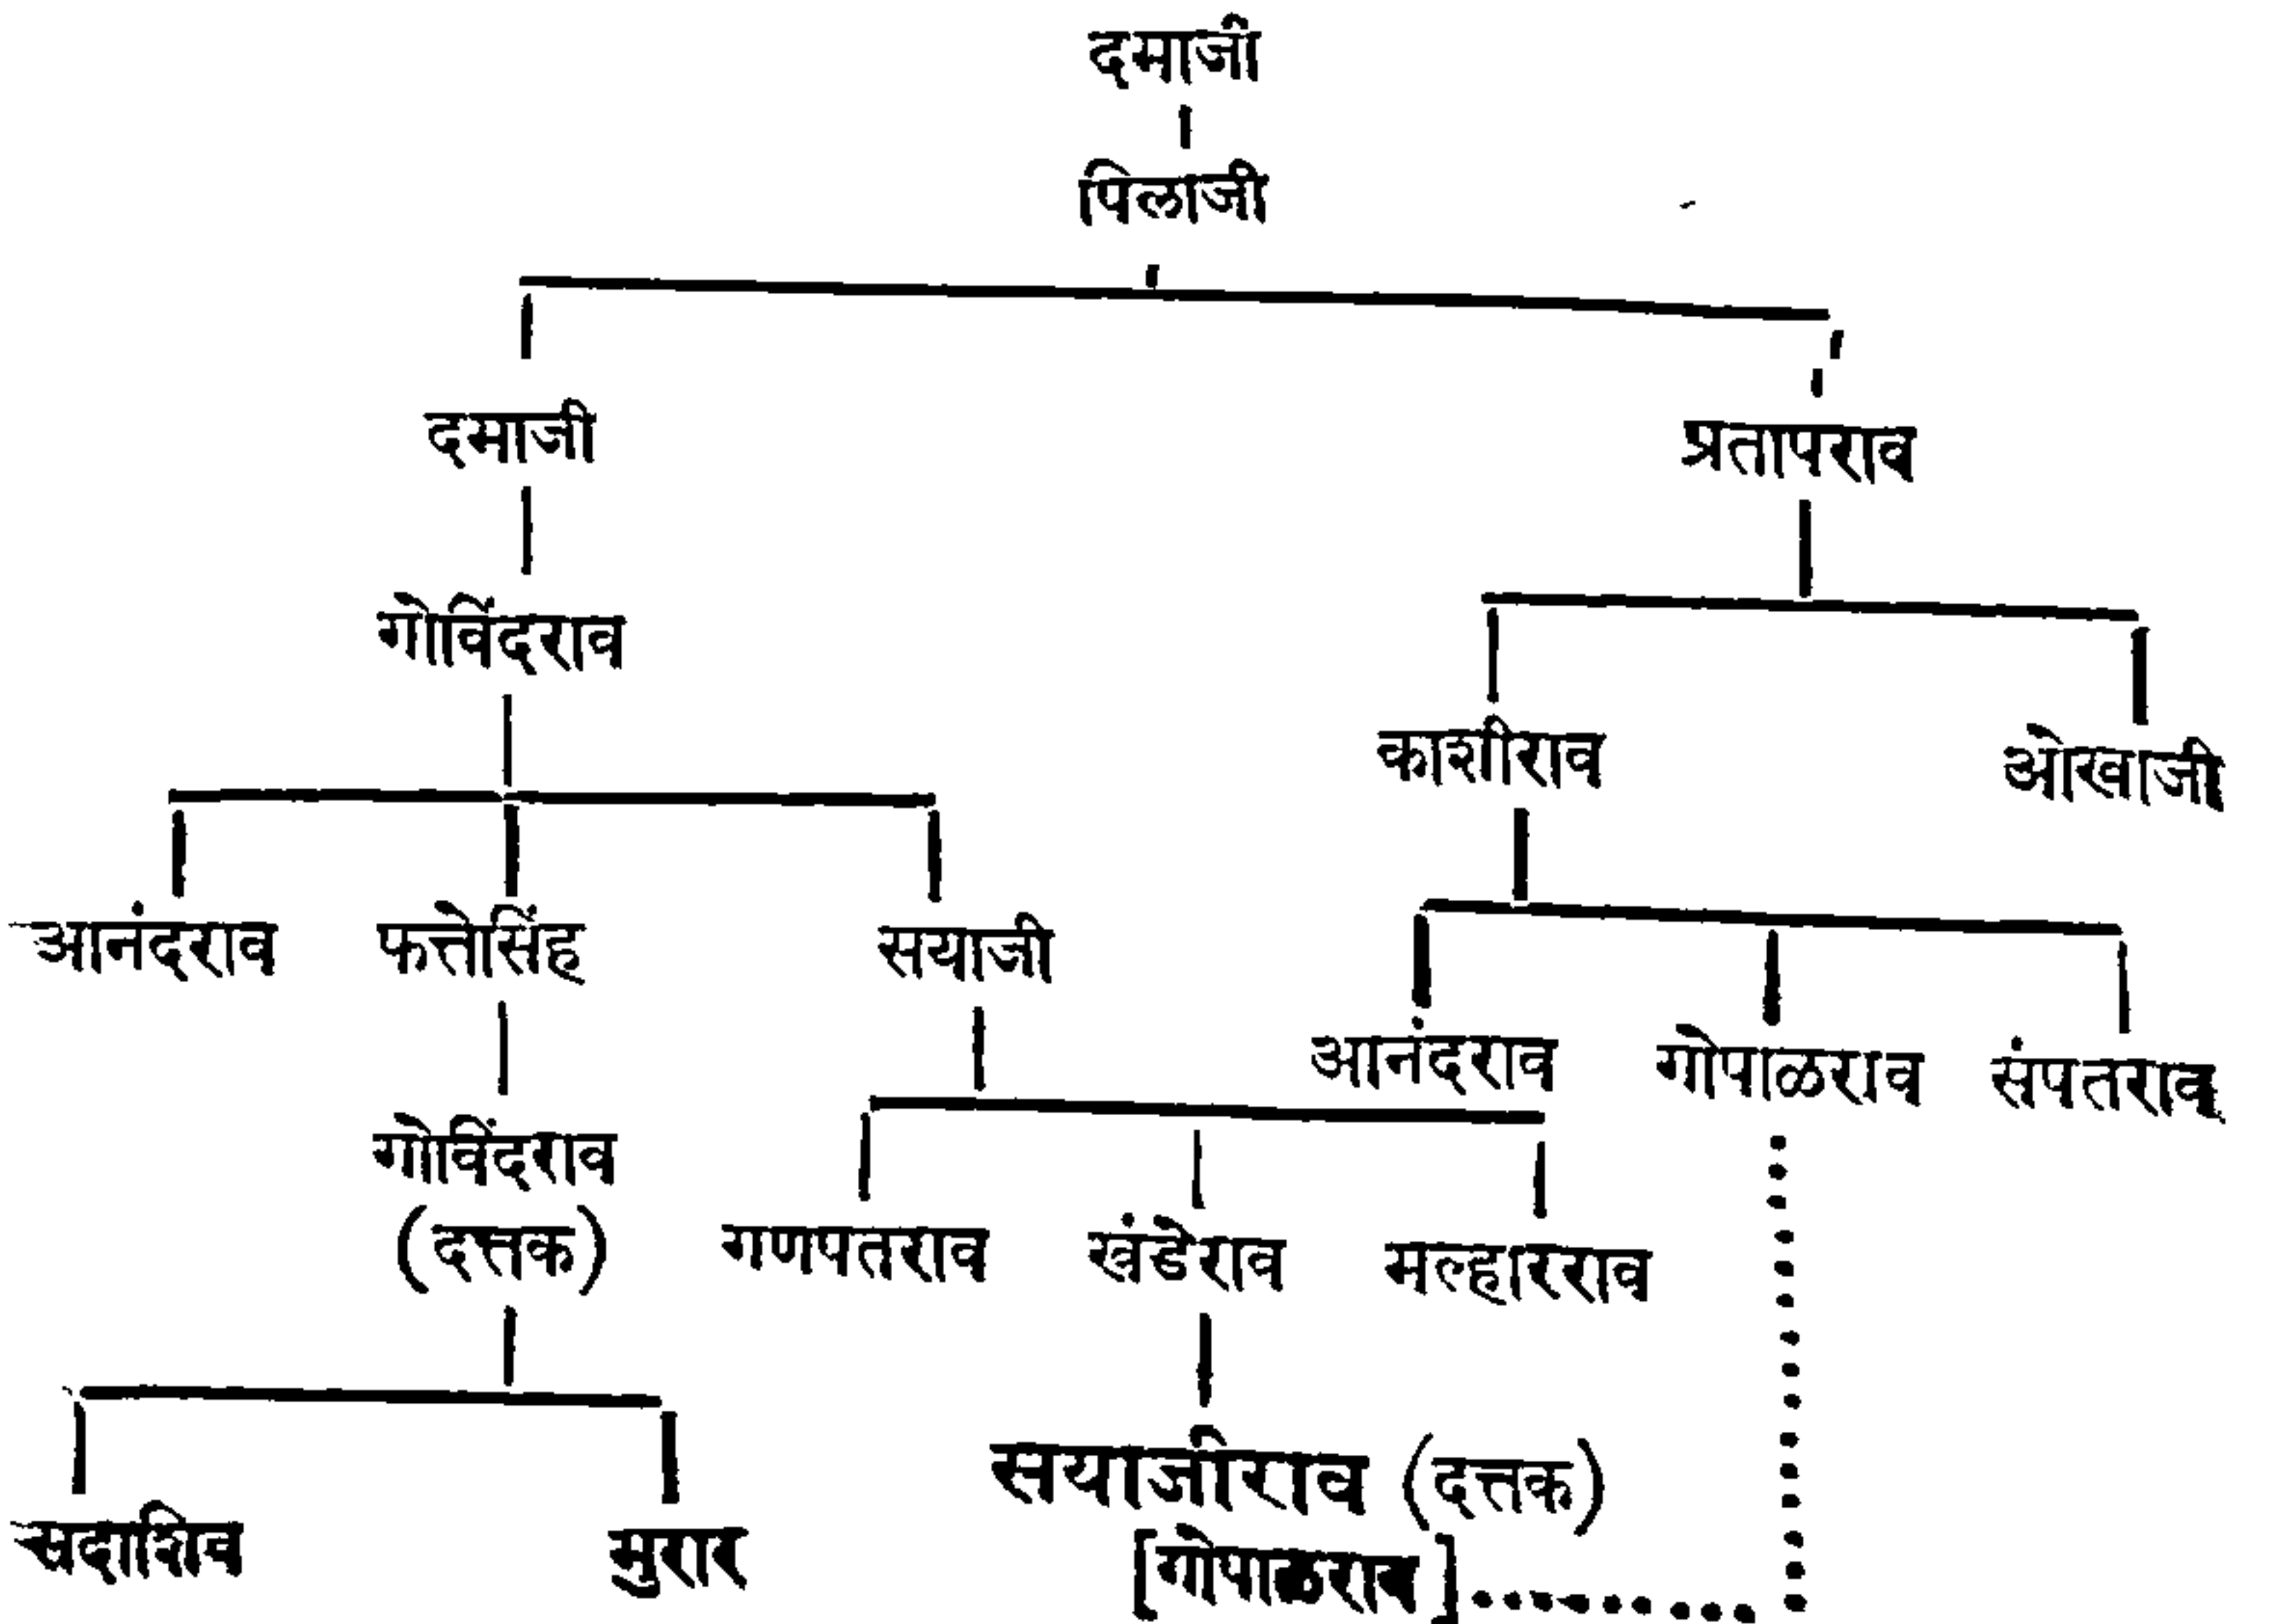 दमाजी
पिलाजी
दमाजी प्रतापराव
गोविंदराव
काशीराव ओखाजी
आनंदराव फत्तेसिंह सयाजी
आनंदराव गोपाळराव संपतराव
गोविंदराव
(दत्तक) गणपतराव खंडेराव मल्हारराव
सयाजीराव (दत्तक)
सदाशिव मुरार [गोपाळराव]